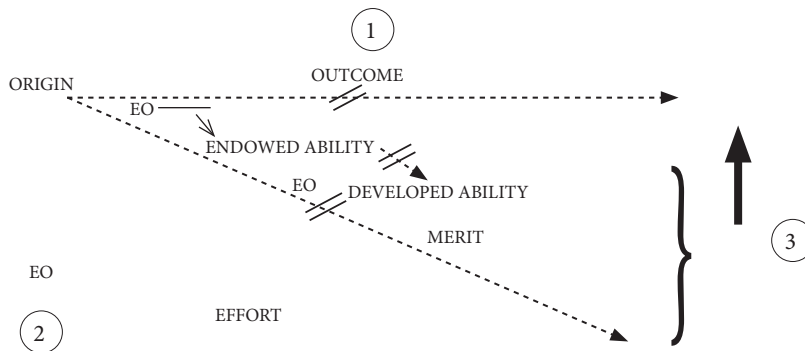 1
OUTCOME
ORIGIN
EO
ENDOWED ABILITY
EO
DEVELOPED ABILITY
MERIT
3
EO
EFFORT
2